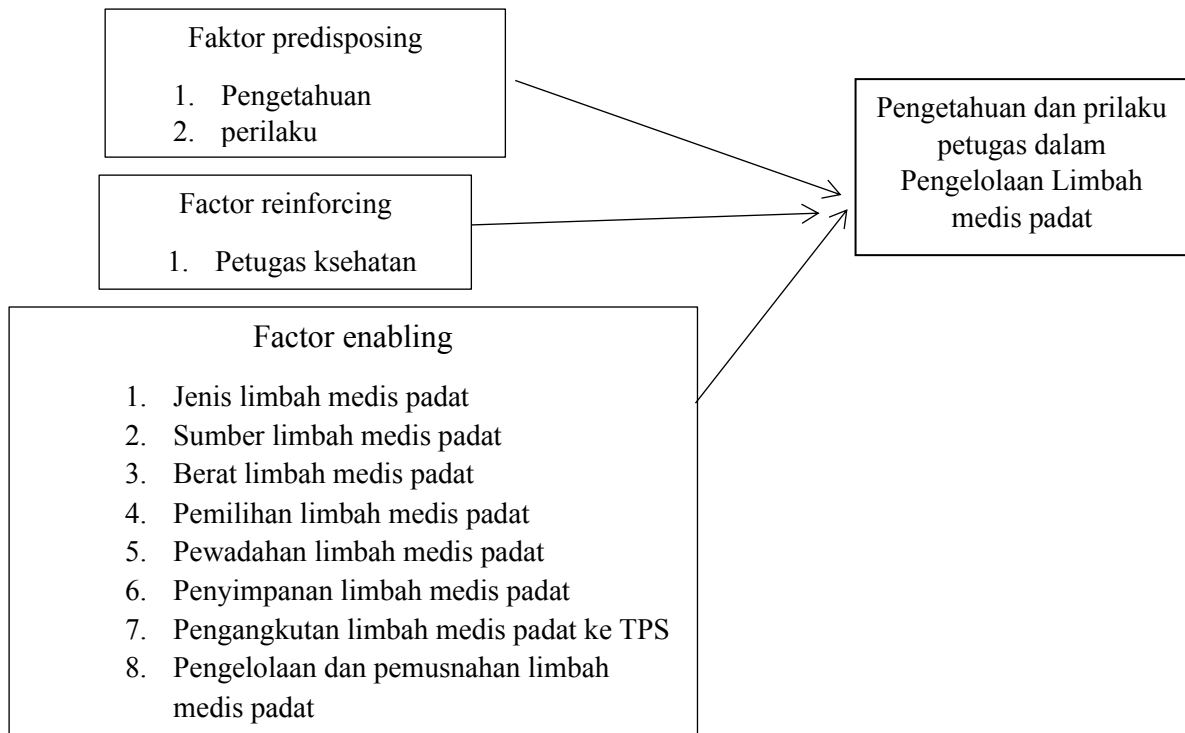 Faktor predisposing
1. Pengetahuan
2. perilaku
Factor reinforcing
1. Petugas ksehatan
Factor enabling
1. Jenis limbah medis padat
2. Sumber limbah medis padat
3. Berat limbah medis padat
4. Pemilihan limbah medis padat
5. Pewadahan limbah medis padat
6. Penyimpanan limbah medis padat
7. Pengangkutan limbah medis padat ke TPS
8. Pengelolaan dan pemusnahan limbah
medis padat
Pengetahuan dan prilaku
petugas dalam
Pengelolaan Limbah
medis padat